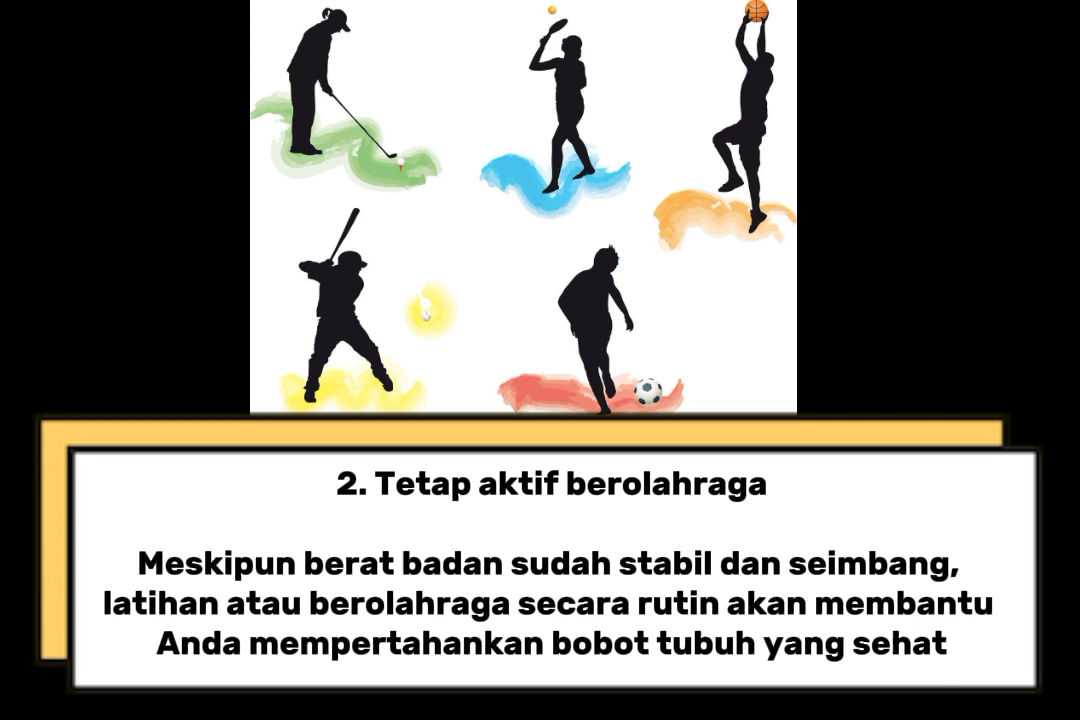 2. Tetap aktif berolahraga
Meskipun berat badan sudah stabil dan seimbang,
latihan atau berolahraga secara rutin akan membantu
Anda mempertahankan bobot tubuh yang sehat